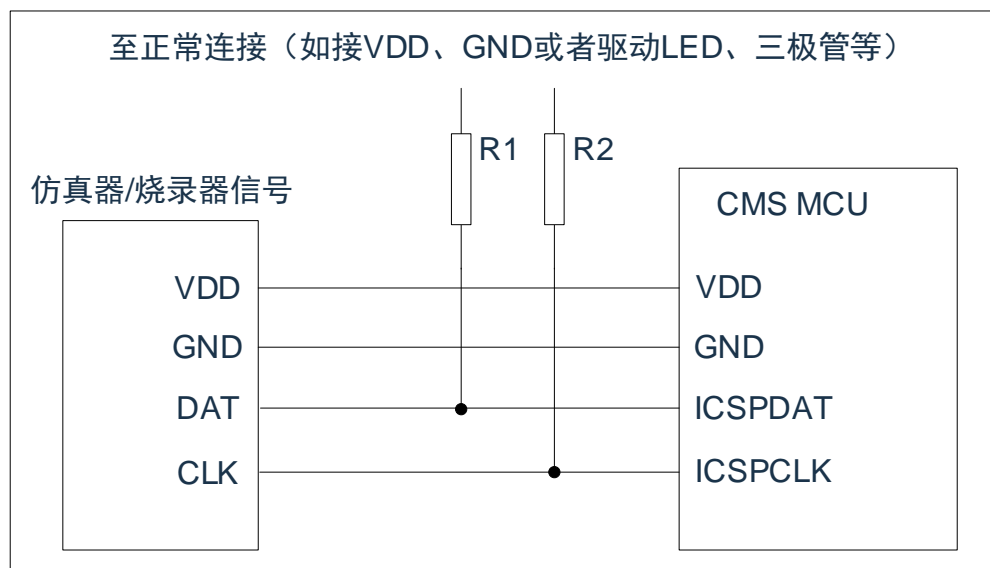 至正常连接（如接VDD、GND或者驱动LED、三极管等）
R1
R2
仿真器/烧录器信号
CMS MCU
VDD
VDD
GND
GND
DAT
ICSPDAT
CLK
ICSPCLK